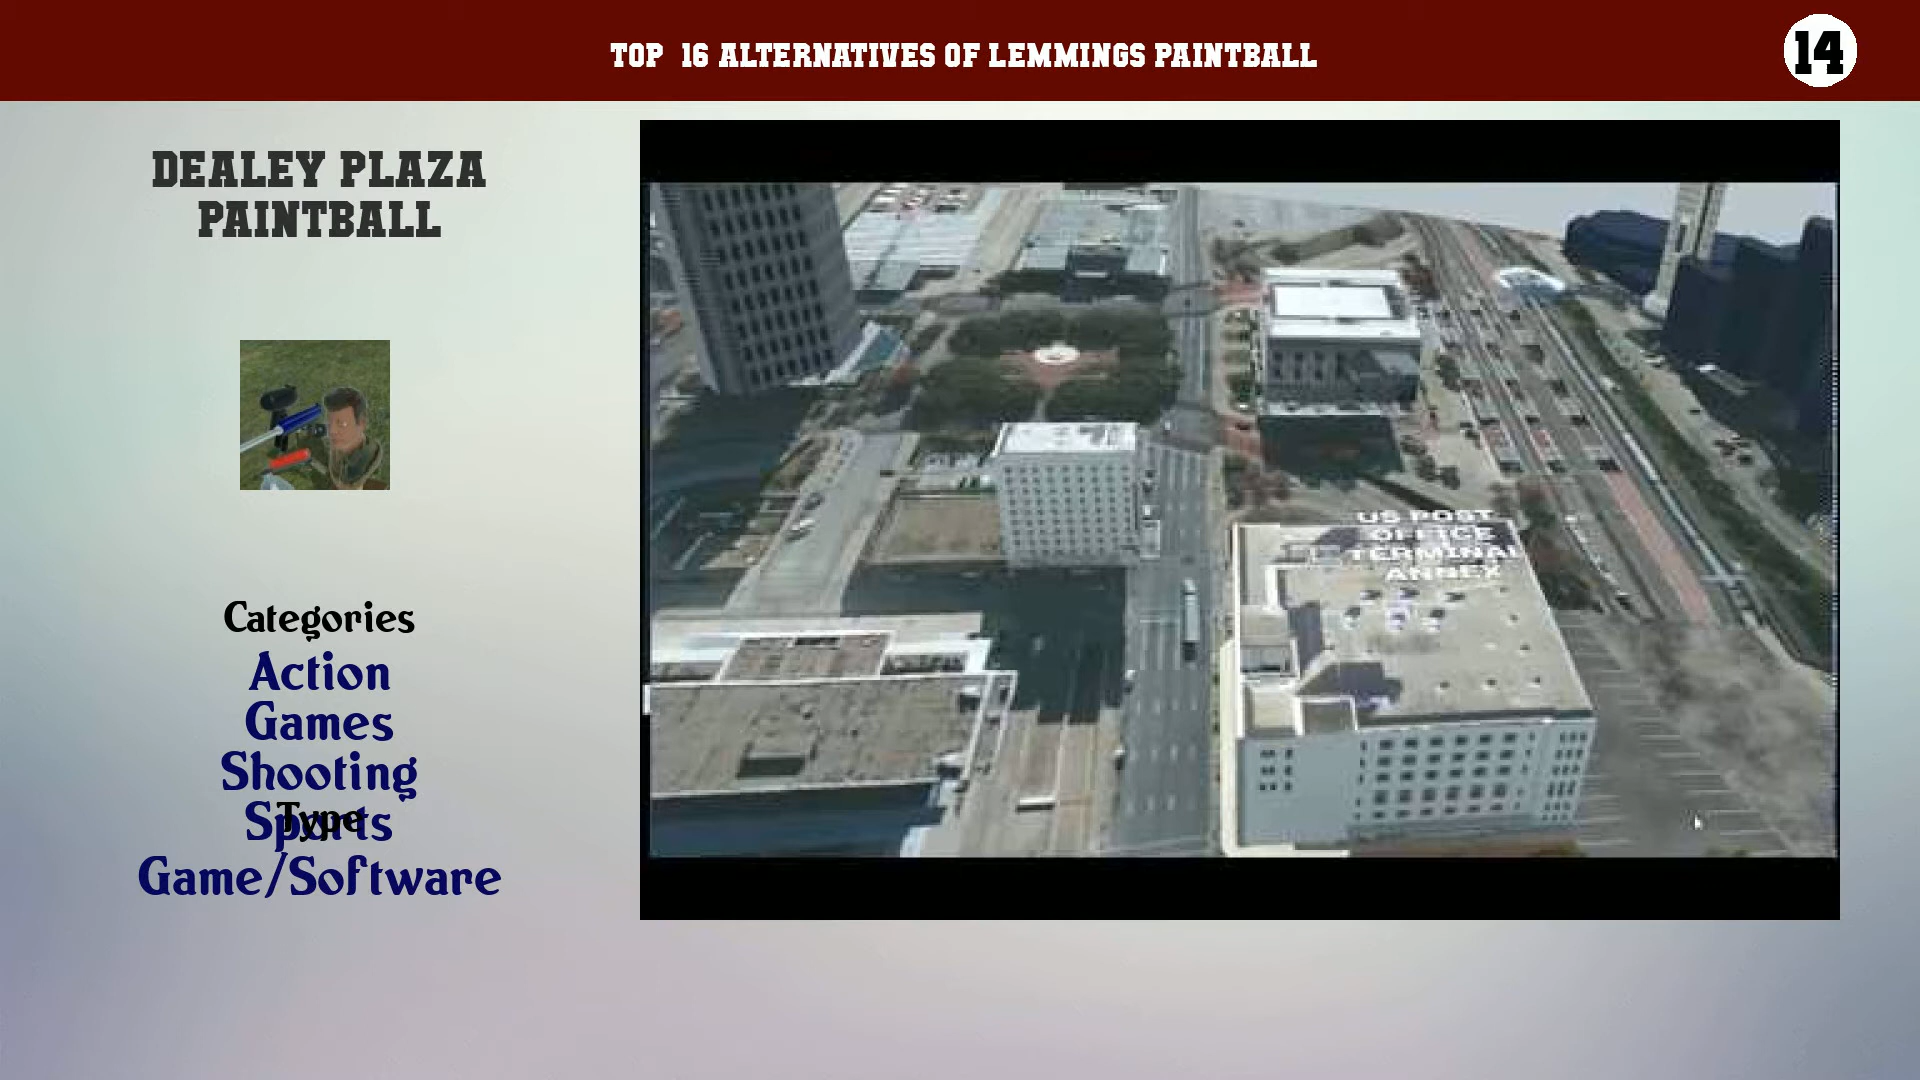 TOP 16 ALTERNATIVES OF LEMMINGS PAINTBALL
14
DEALEY PLAZA
PAINTBALL
US POST
OFFICE
TERMINAL
ANNEX
Categories
Action
Games
Shooting
Sports
Type
Game/Software